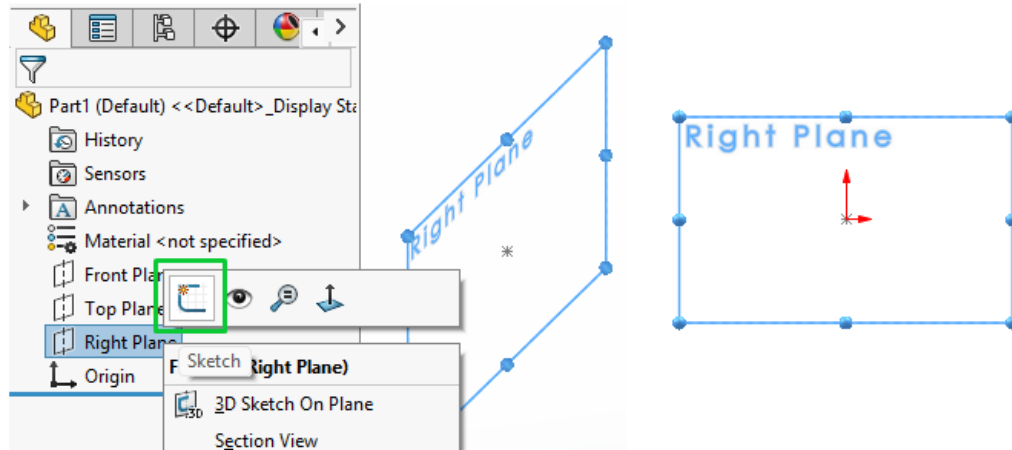 Part1 (Default) <<Default>_Display Sta
History
Sensors
Annotations
Material <not specified>
Front Plan
Top Plane
Right Plane
Origin
Sketch
F Right Plane)
3D Sketch On Plane
Section View
Right Plane
Right Plane